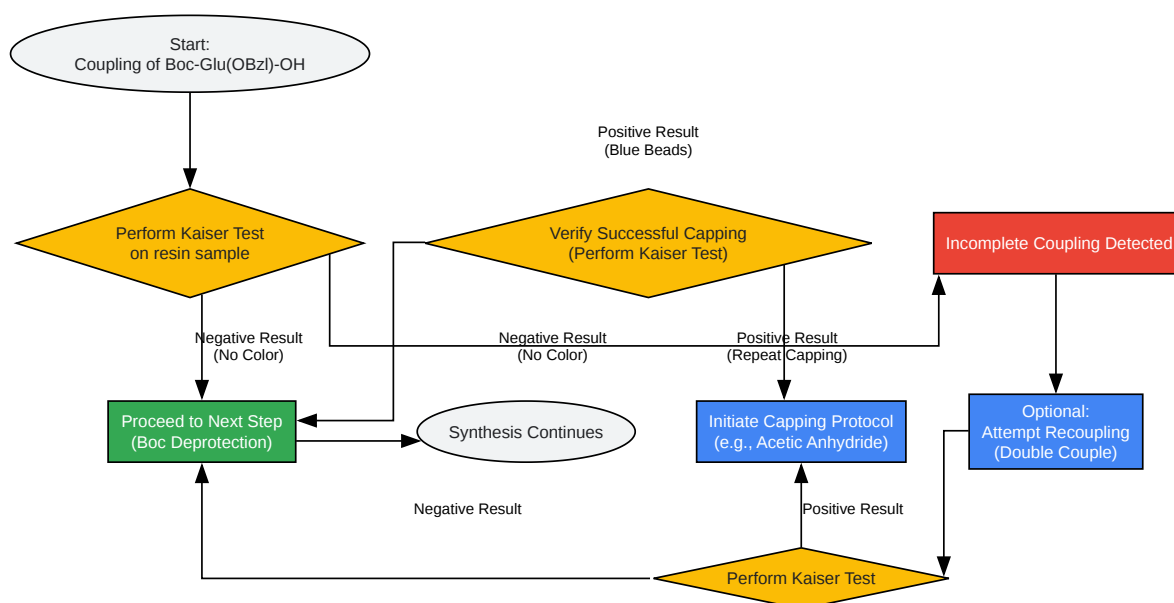 Start:
Coupling of Boc-Glu(OBzl)-OH
Positive Result
(Blue Beads)
Perform Kaiser Test
on resin sample
Verify Successful Capping
(Perform Kaiser Test)
Incomplete Coupling Detected
Negative Result
(No Color)
Negative Result
(No Color)
Positive Result
(Repeat Capping)
Proceed to Next Step
(Boc Deprotection)
Synthesis Continues
Initiate Capping Protocol
(e.g., Acetic Anhydride)
Optional:
Attempt Recoupling
(Double Couple)
Negative Result
Positive Result
Perform Kaiser Test